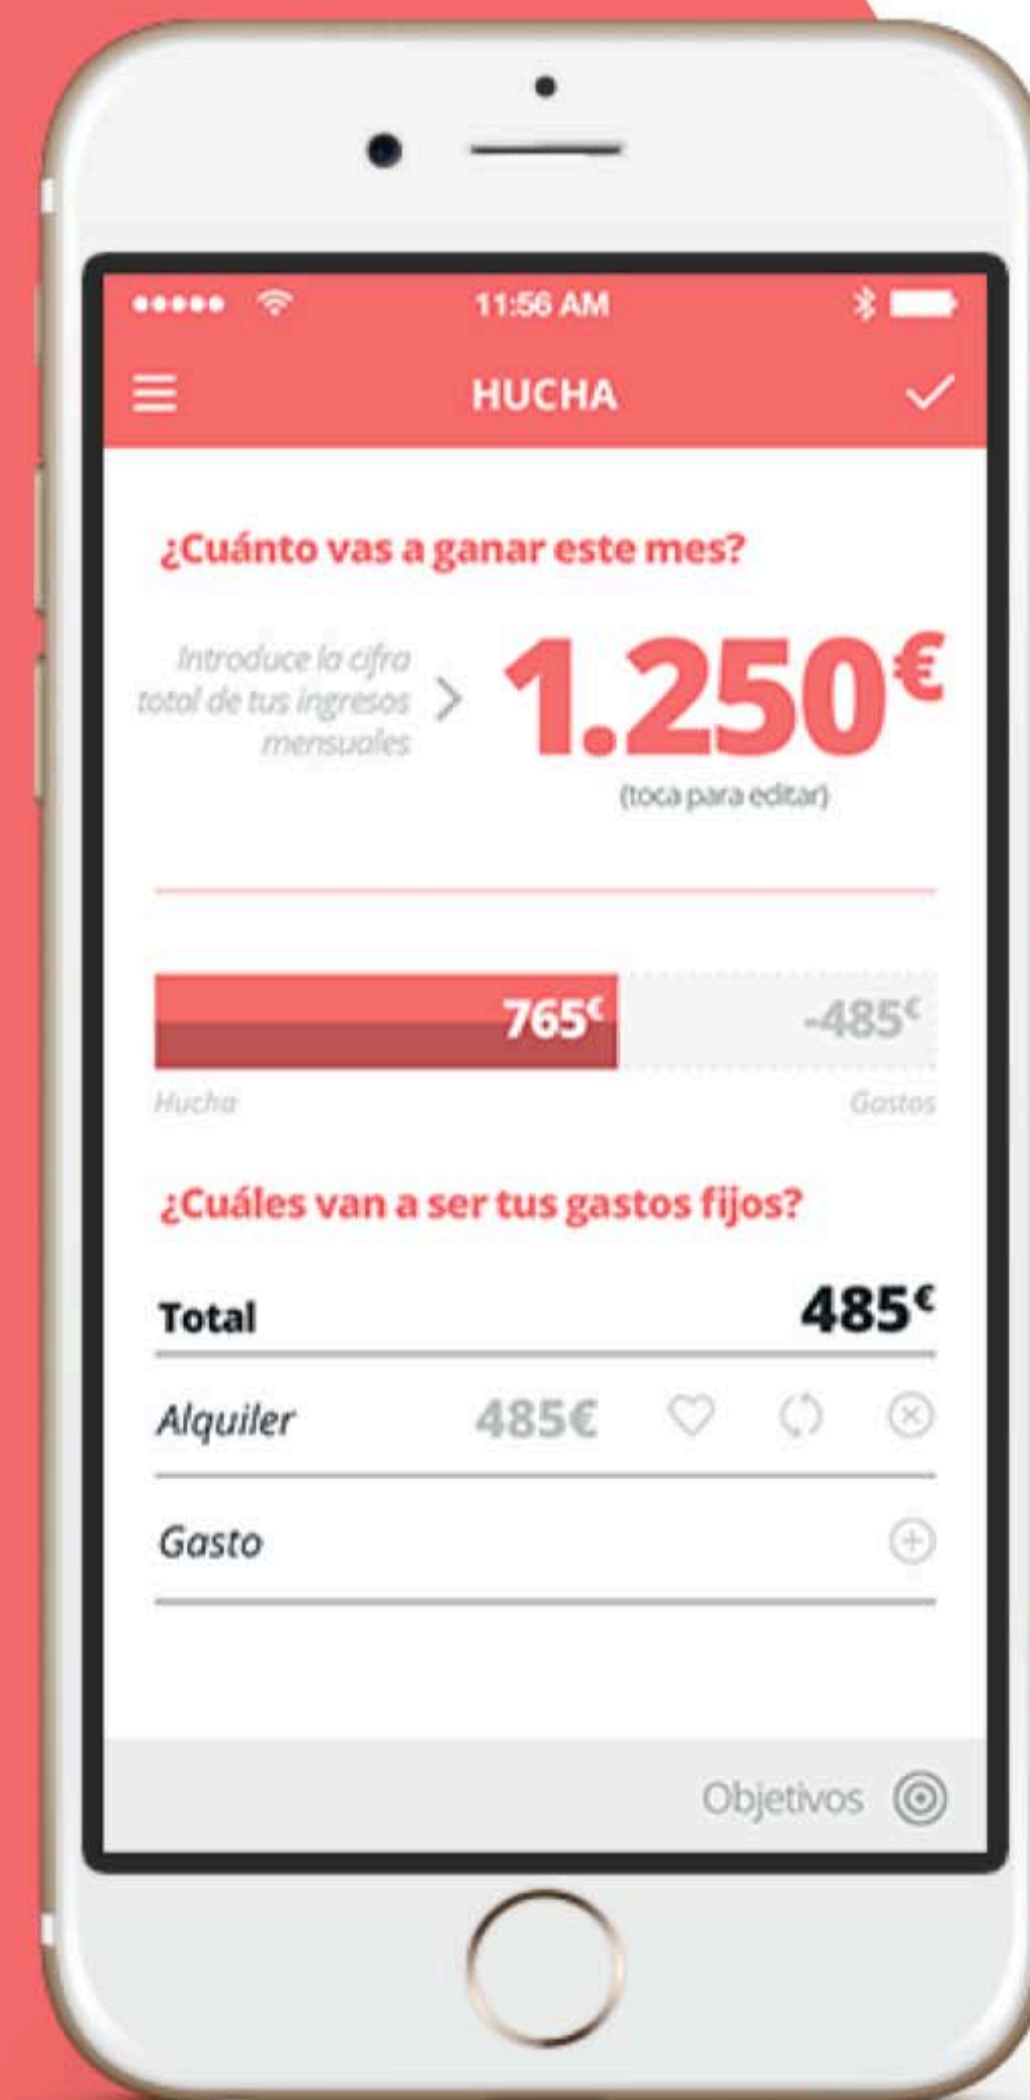 11:56 AM
HUCHA
¿Cuánto vas a ganar este mes?
Introduce la cifra
total de tus ingresos
mensuales
1.250€
(toca para editar)
765€ -485€
Hucha Gastos
¿Cuáles van a ser tus gastos fijos?
Total 485€
Alquiler 485€
Gasto
Objetivos